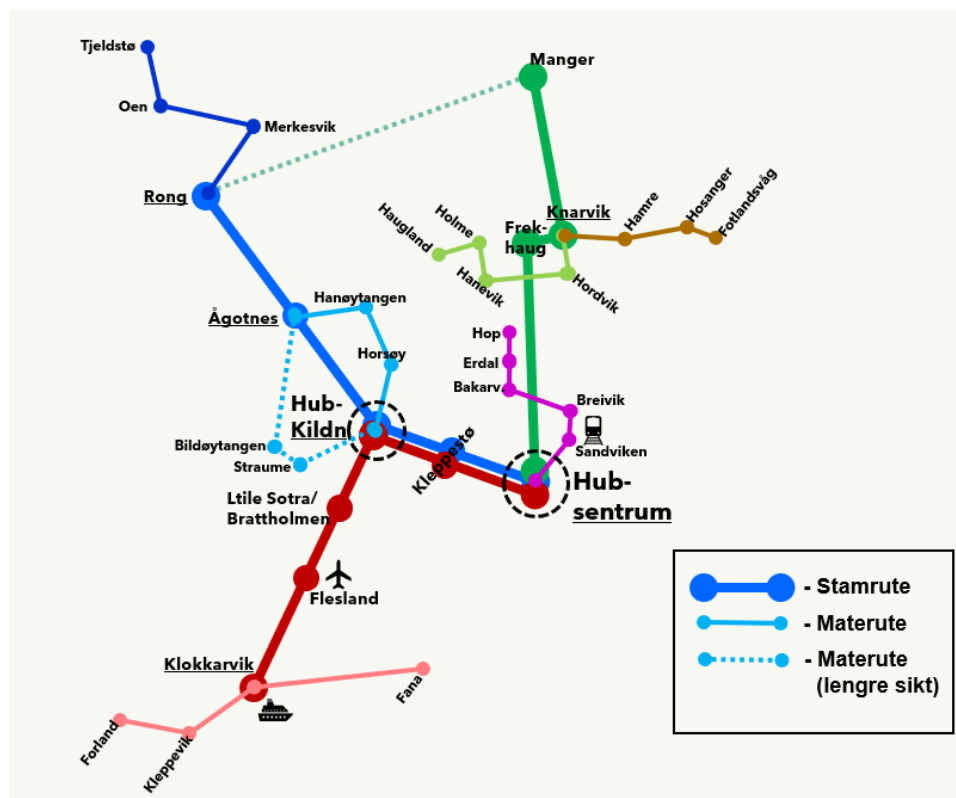 Tjeldstø
Manger
Oen
Merkesvik
Rong
Haugland
Holme
Frek-
haug
Knarvik
Hamre
Hosanger
Fotlandsvåg
Hanevik
Hordvik
Ågotnes
Hanøytangen
Horsøy
Hop
Erdal
Bakarv.
Breivik
Sandviken
Hub-
Kildn
Bildøytangen
Straume
Kleppestø
Hub-
sentrum
Ltile Sotra/
Brattholmen
Flesland
Klokkarvik
Fana
Forland
Kleppevik
- Stamrute
- Materute
- Materute
(lengre sikt)